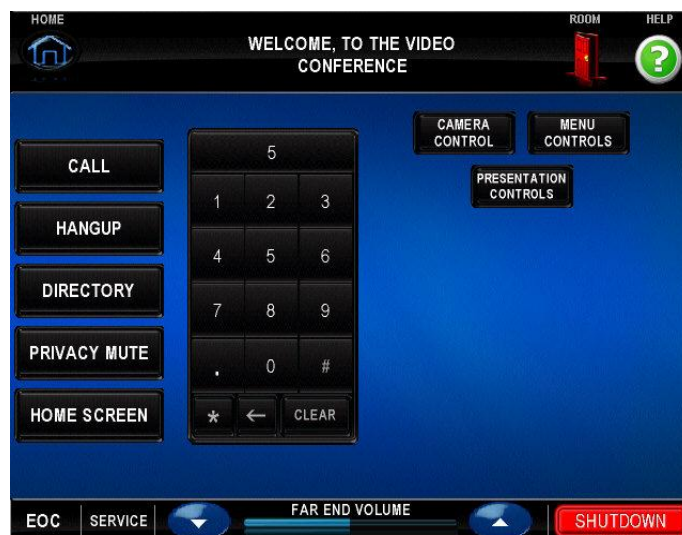 HOME
ROOM
HELP
WELCOME, TO THE VIDEO
CONFERENCE
?
CALL
HANGUP
DIRECTORY
PRIVACY MUTE
HOME SCREEN
5
1 2 3
4 5 6
7 8 9
. 0 #
* ← CLEAR
CAMERA
CONTROL
MENU
CONTROLS
PRESENTATION
CONTROLS
EOC
SERVICE
FAR END VOLUME
SHUTDOWN